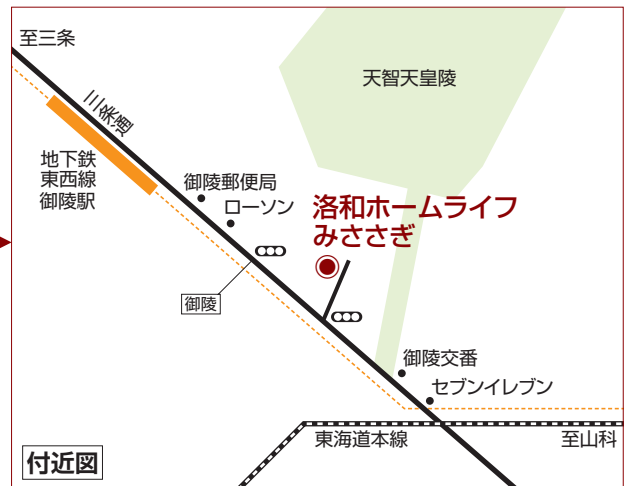 至三条
天智天皇陵
三条通
地下鉄
東西線
御陵駅
御陵郵便局
ローソン
洛和ホームライフ
みささぎ
御陵
御陵交番
セブンイレブン
東海道本線
至山科
付近図